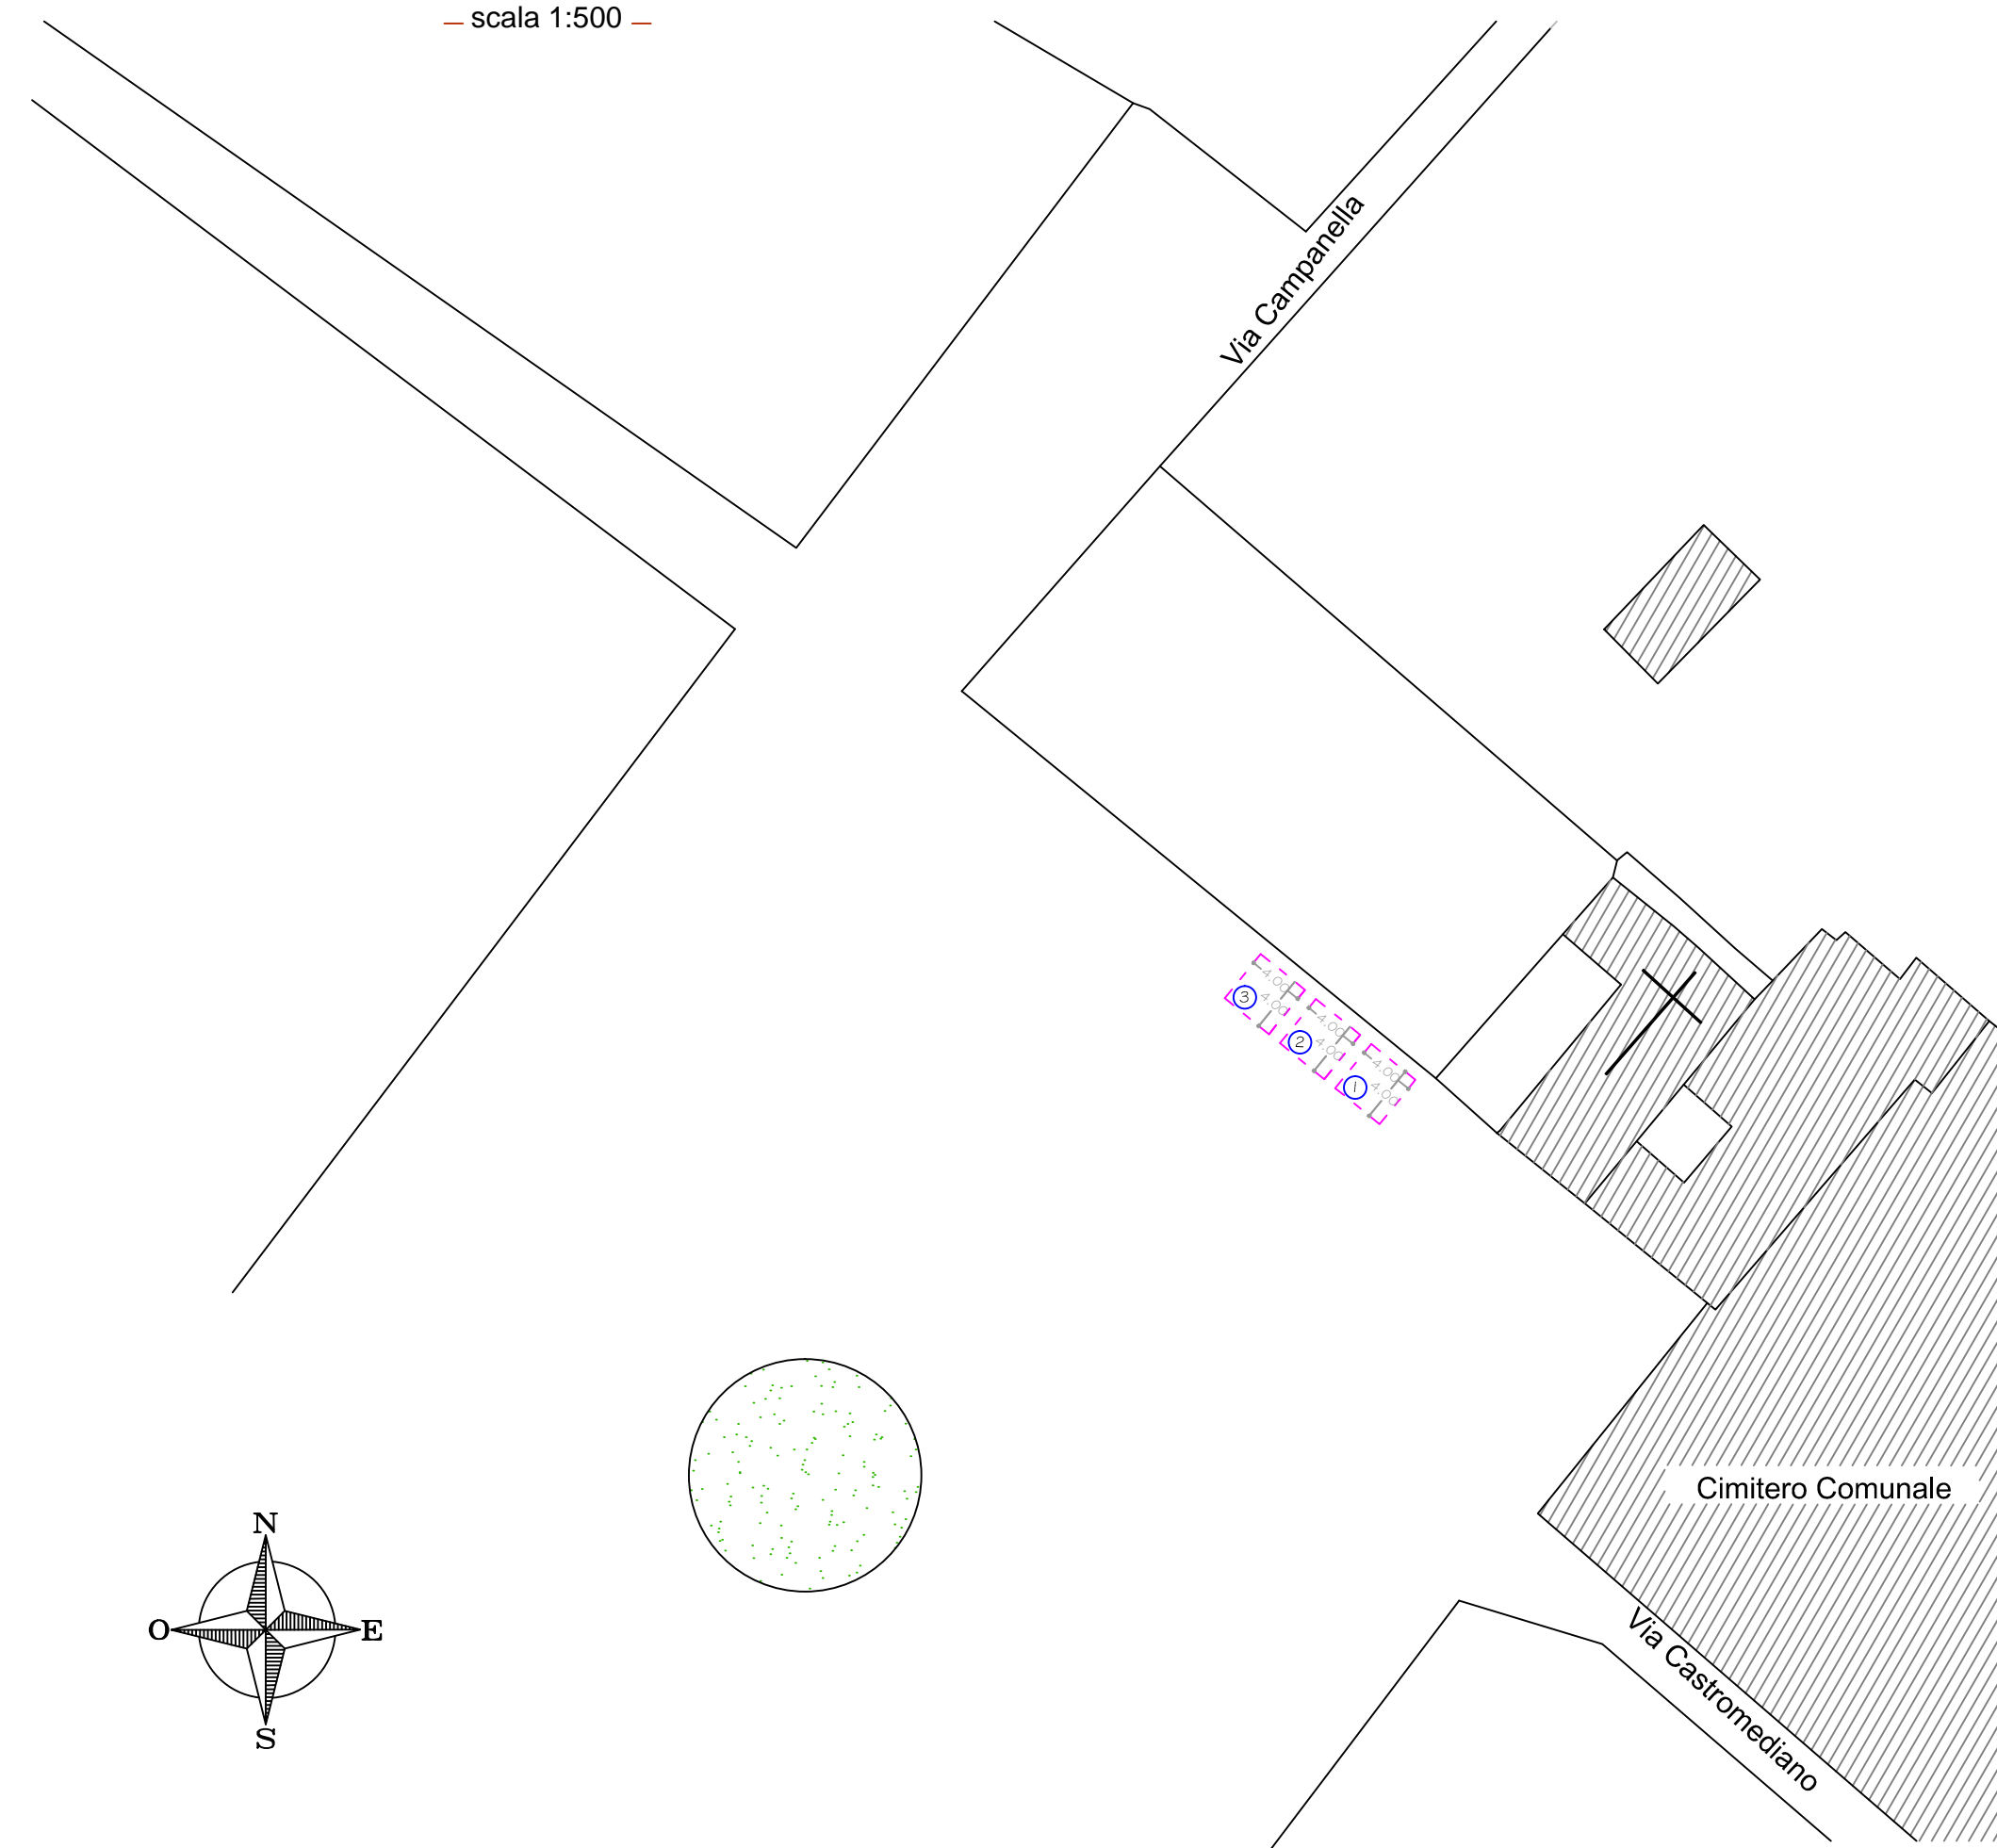 scala 1:500
Via Campanella
4.00
4.00
3
4.00
4.00
2
4.00
4.00
1
Cimitero Comunale
Via Castromediano
N
O
E
S